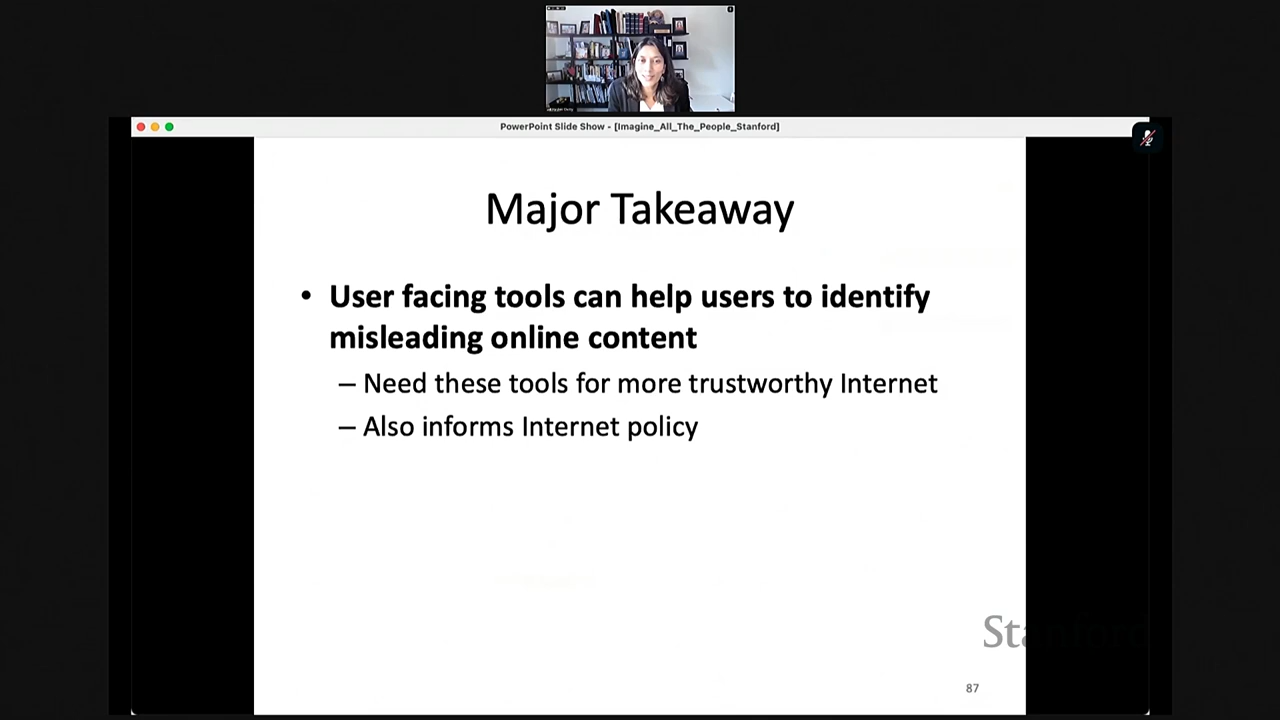 PowerPoint Slide Show - [Imagine_All_The_People_Stanford]
Major Takeaway
• User facing tools can help users to identify
misleading online content
– Need these tools for more trustworthy Internet
– Also informs Internet policy
Stanford
87